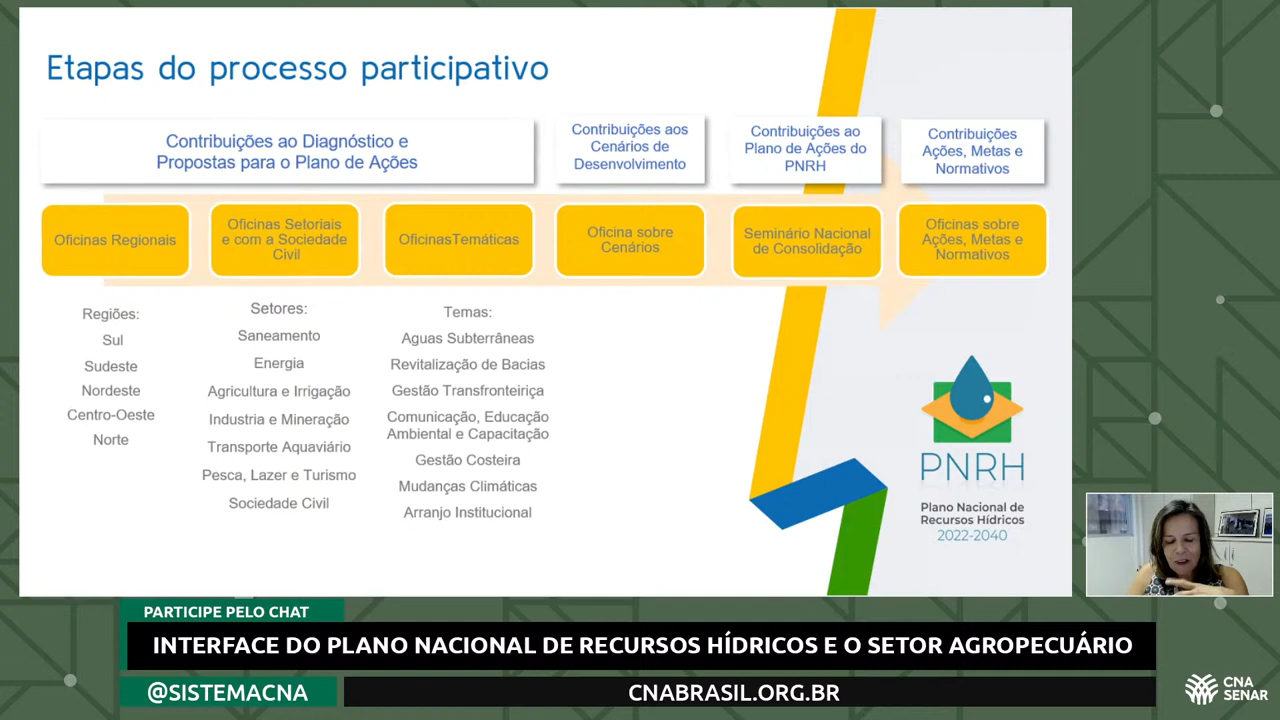 Etapas do processo participativo
Contribuições ao Diagnóstico e
Propostas para o Plano de Ações
Contribuições aos
Cenários de
Desenvolvimento
Contribuições ao
Plano de Ações do
PNRH
Contribuições
Ações, Metas e
Normativos
Oficinas Regionais
Oficinas Setoriais
e com a Sociedade
Civil
OficinasTemáticas
Oficina sobre
Cenários
Seminário Nacional
de Consolidação
Oficinas sobre
Ações, Metas e
Normativos
Regiões:
Sul
Sudeste
Nordeste
Centro-Oeste
Norte
Setores:
Saneamento
Energia
Agricultura e Irrigação
Industria e Mineração
Transporte Aquaviário
Pesca, Lazer e Turismo
Sociedade Civil
Temas:
Aguas Subterrâneas
Revitalização de Bacias
Gestão Transfronteiriça
Comunicação, Educação
Ambiental e Capacitação
Gestão Costeira
Mudanças Climáticas
Arranjo Institucional
PNRH
Plano Nacional de
Recursos Hídricos
2022-2040
PARTICIPE PELO CHAT
INTERFACE DO PLANO NACIONAL DE RECURSOS HÍDRICOS E O SETOR AGROPECUÁRIO
@SISTEMACNA
CNABRASIL.ORG.BR
CNA
SENAR